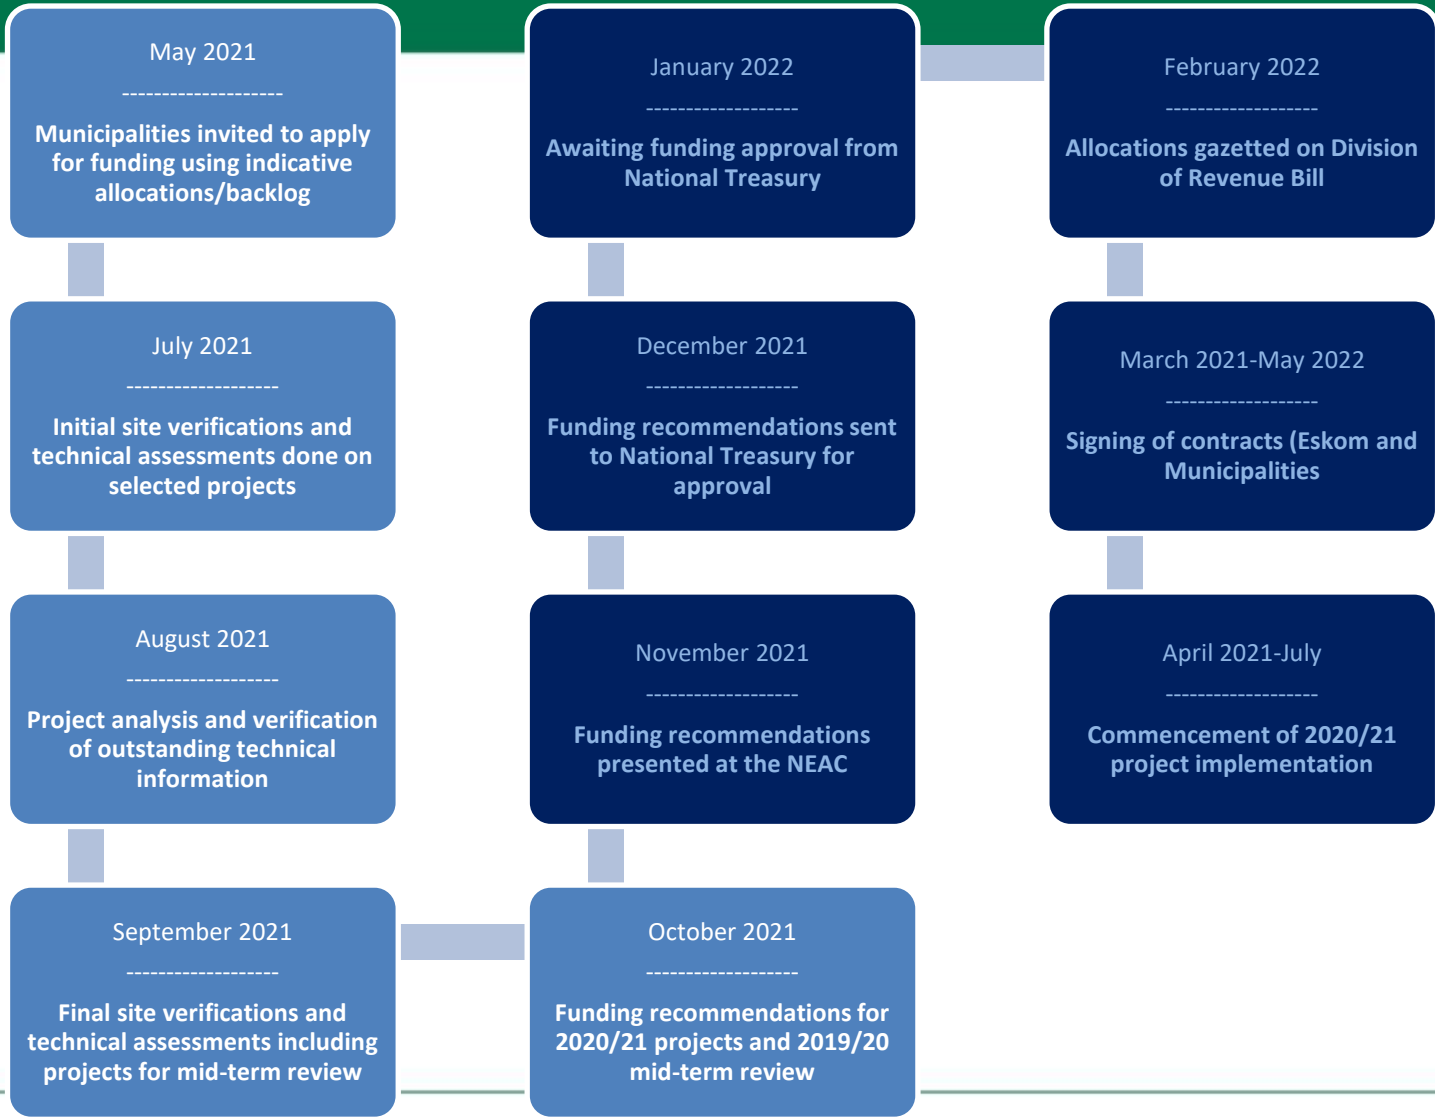 May 2021
--------------------
Municipalities invited to apply
for funding using indicative
allocations/backlog
July 2021
-------------------
Initial site verifications and
technical assessments done on
selected projects
August 2021
-------------------
Project analysis and verification
of outstanding technical
information
September 2021
-------------------
Final site verifications and
technical assessments including
projects for mid-term review
October 2021
-------------------
Funding recommendations for
2020/21 projects and 2019/20
mid-term review
November 2021
-------------------
Funding recommendations
presented at the NEAC
December 2021
-------------------
Funding recommendations sent
to National Treasury for
approval
January 2022
-------------------
Awaiting funding approval from
National Treasury
February 2022
-------------------
Allocations gazetted on Division
of Revenue Bill
March 2021-May 2022
-------------------
Signing of contracts (Eskom and
Municipalities
April 2021-July
-------------------
Commencement of 2020/21
project implementation